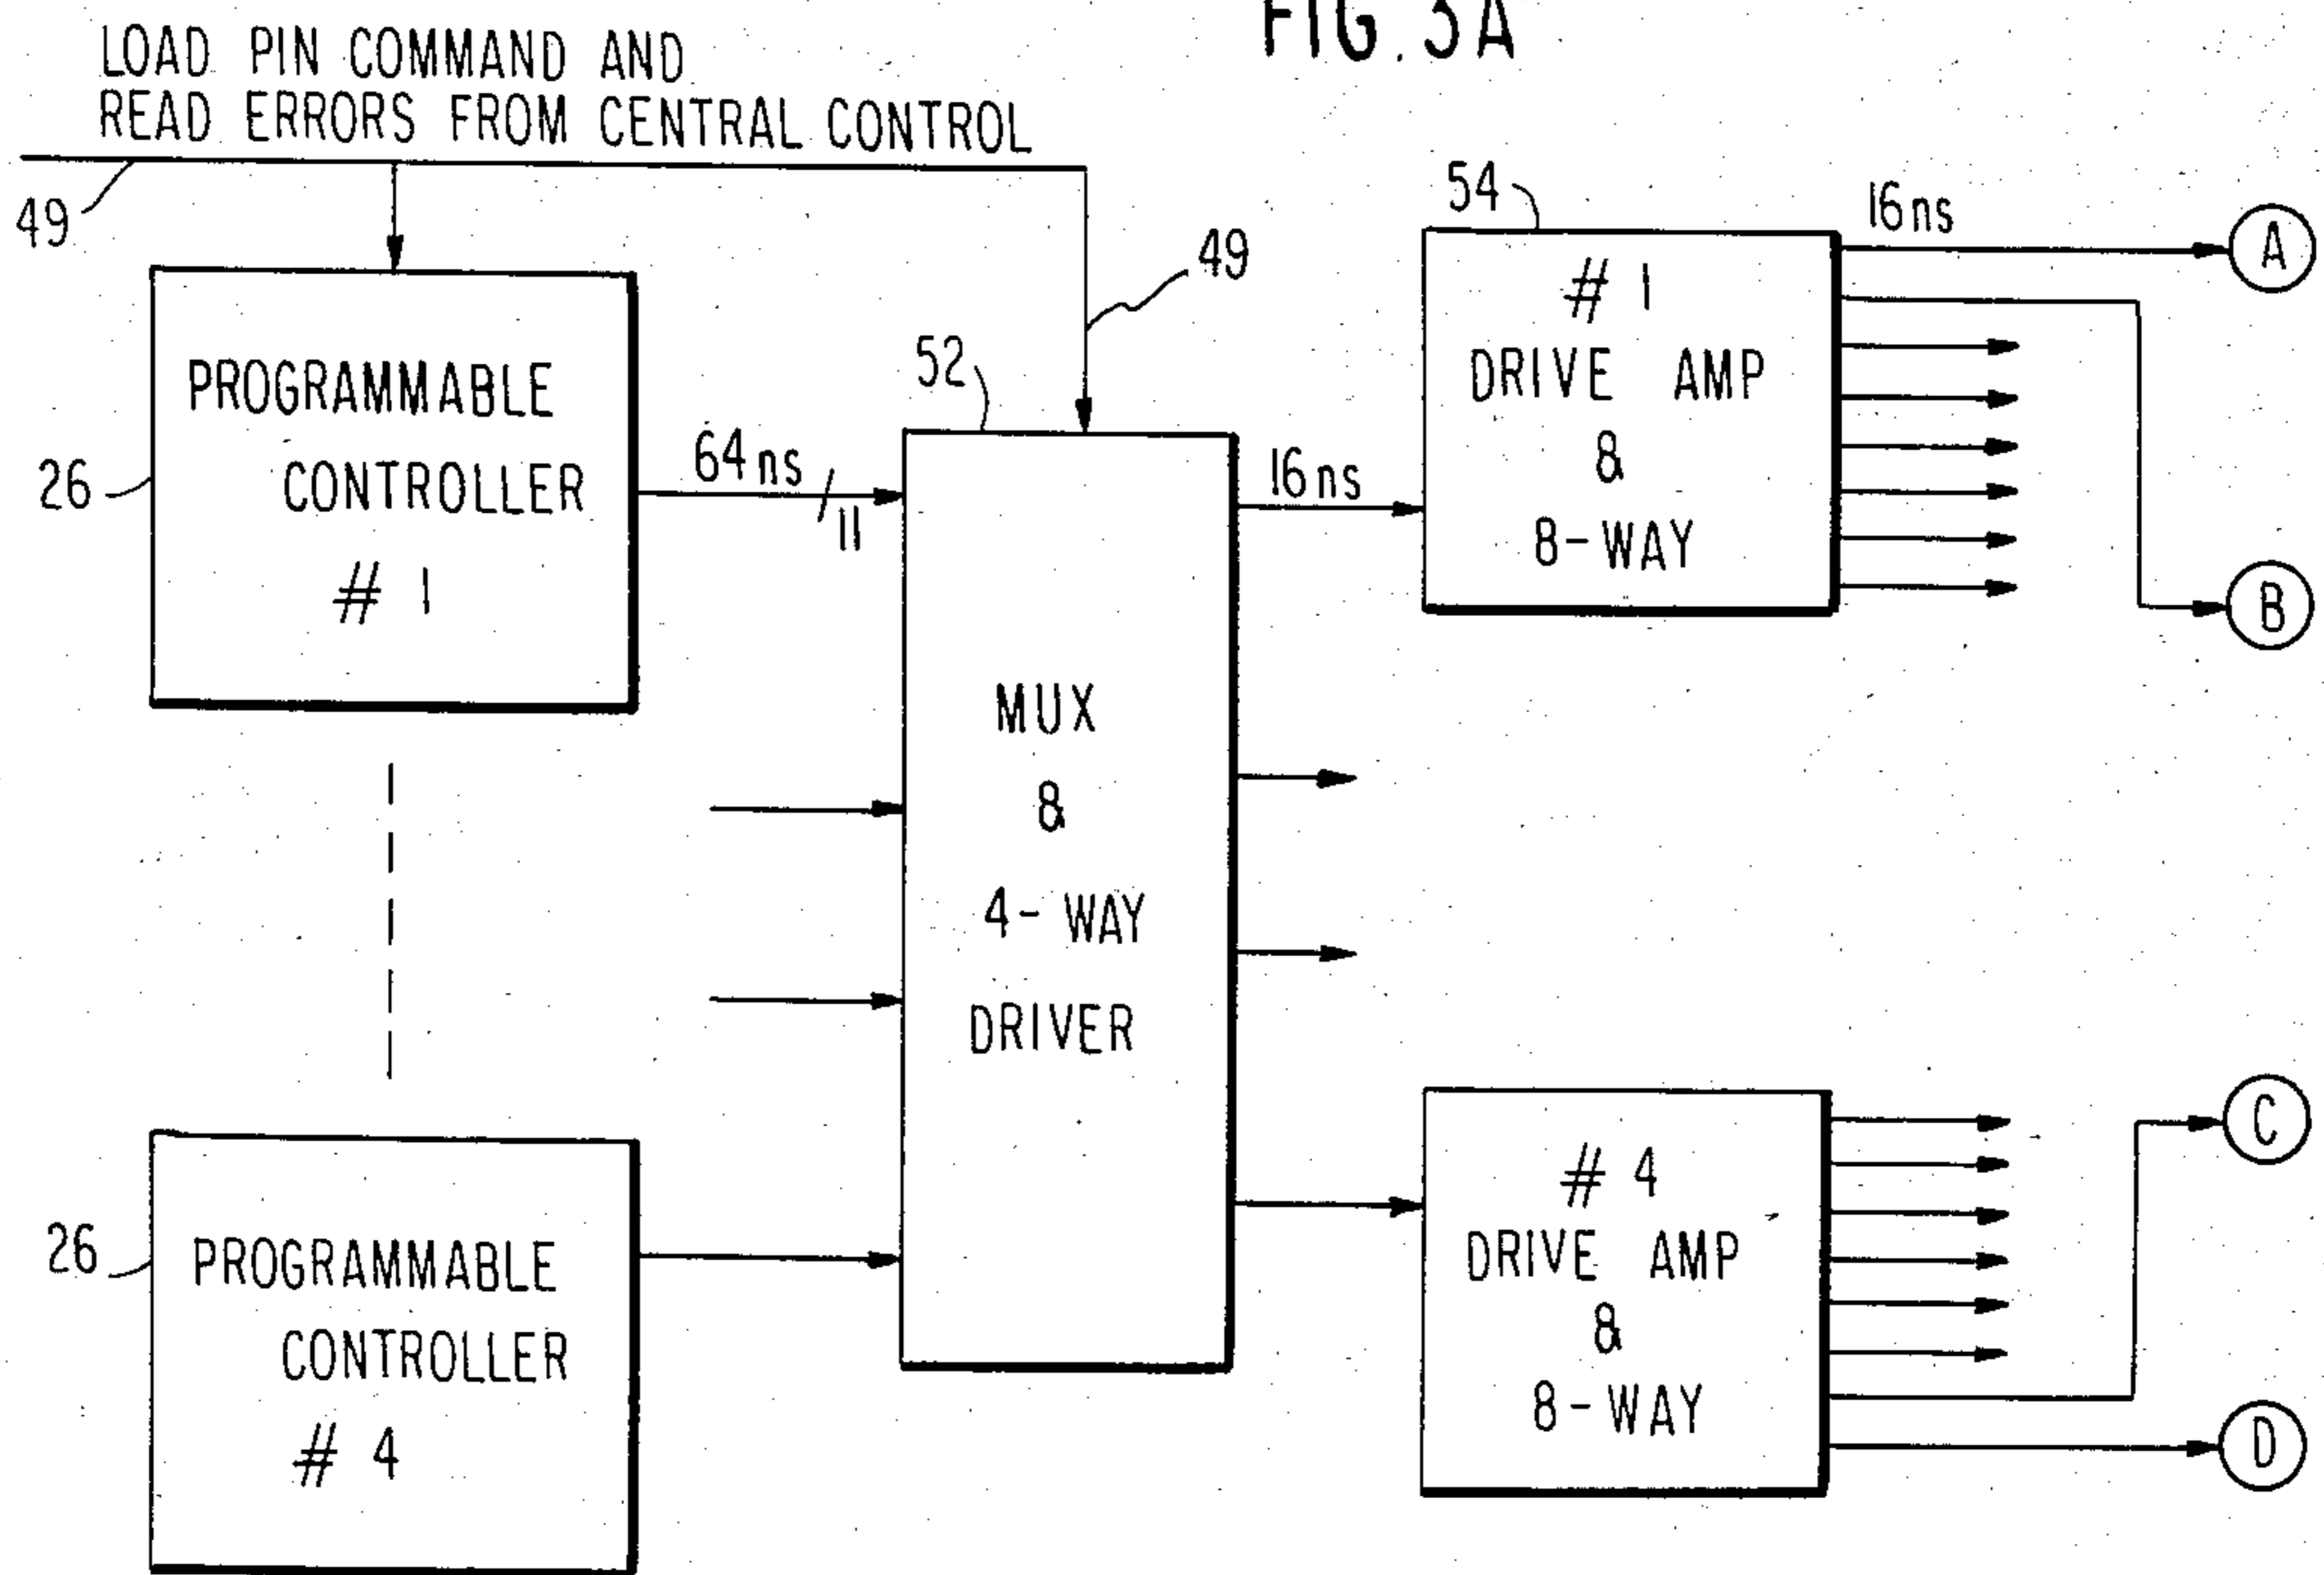 FIG. 3A
LOAD PIN COMMAND AND
READ ERRORS FROM CENTRAL CONTROL
49
49
26
PROGRAMMABLE
CONTROLLER
# 1
64ns
11
52
MUX
&
4-WAY
DRIVER
16ns
54
# 1
DRIVE AMP
&
8-WAY
16ns
A
B
26
PROGRAMMABLE
CONTROLLER
# 4
# 4
DRIVE AMP
&
8-WAY
C
D